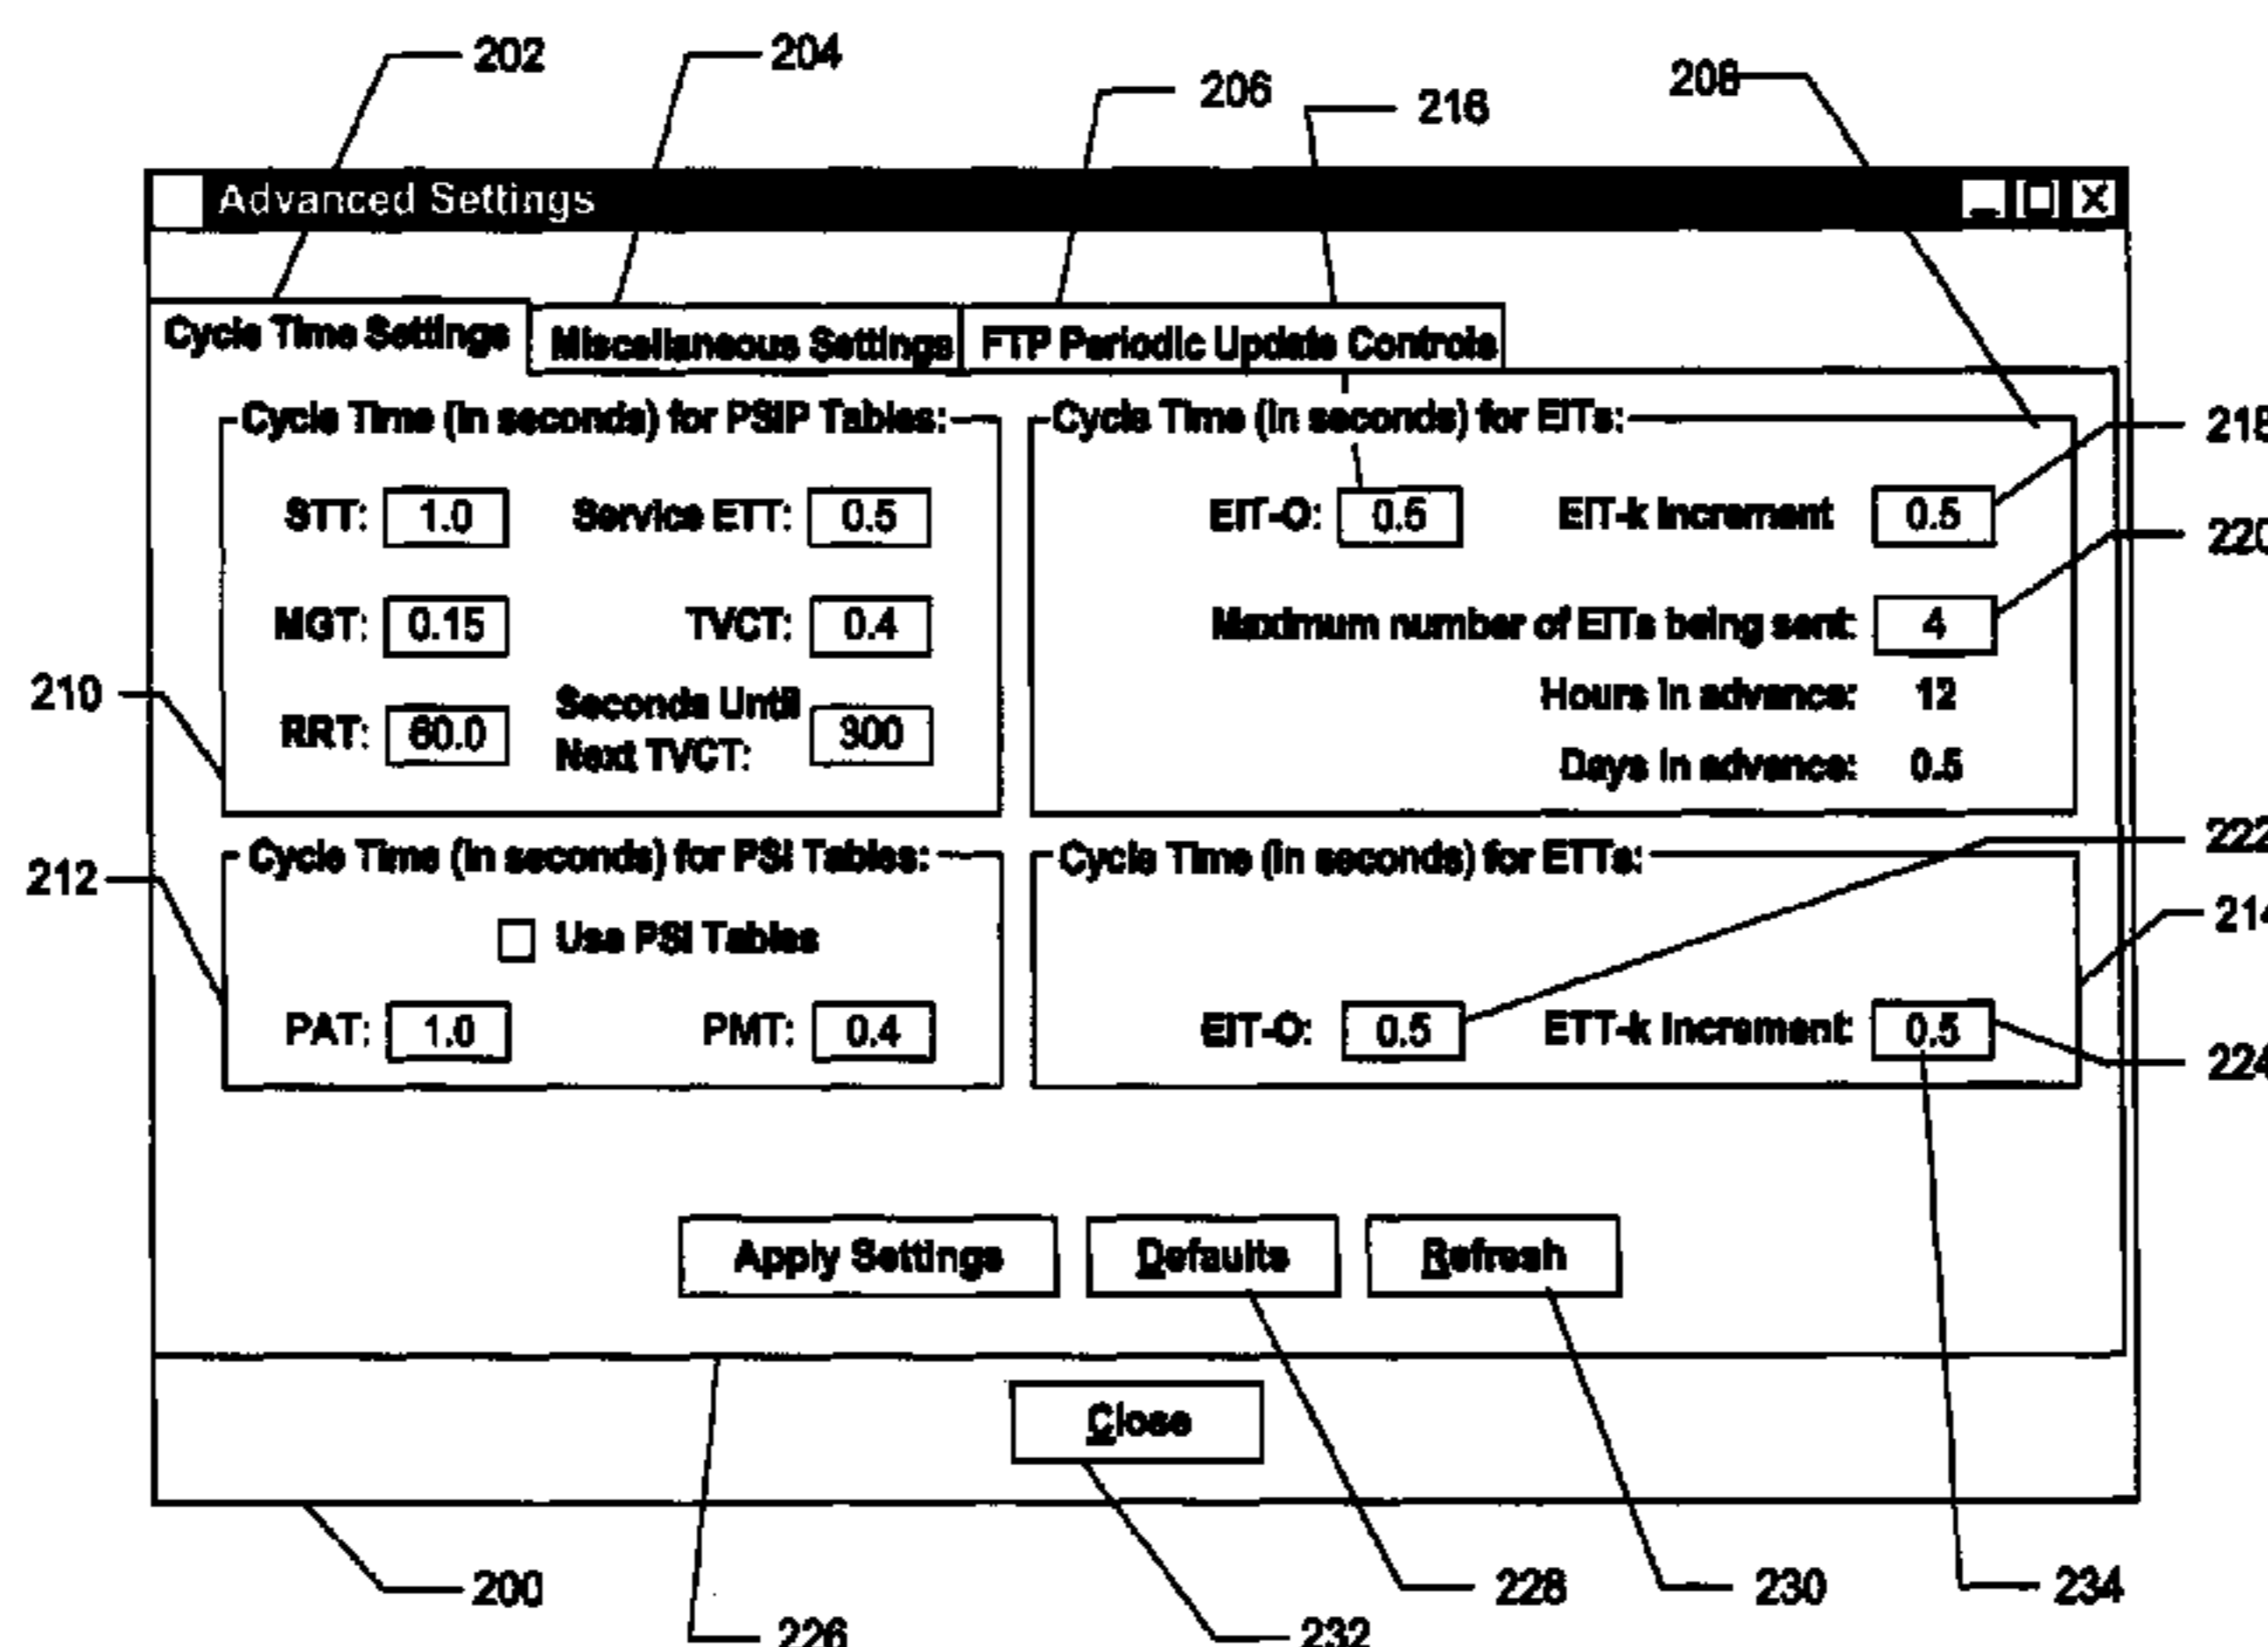 202
204
206
216
208
Advanced Settings
Cycle Time Settings
Miscellaneous Settings
FTP Periodic Update Controls
Cycle Time (in seconds) for PSIP Tables:
STT: 1.0
Service ETT: 0.5
MGT: 0.15
TVCT: 0.4
RRT: 60.0
Seconds Until
Next TVCT: 300
Cycle Time (in seconds) for EITs:
EIT-O: 0.5
EIT-k Increment 0.5
Maximum number of EITs being sent: 4
Hours in advance: 12
Days in advance: 0.5
218
220
210
212
Cycle Time (in seconds) for PSI Tables:
Use PSI Tables
PAT: 1.0
PMT: 0.4
Cycle Time (in seconds) for ETTs:
EIT-O: 0.5
ETT-k Increment: 0.5
222
214
224
Apply Settings
Defaults
Refresh
Close
200
226
232
228
230
234